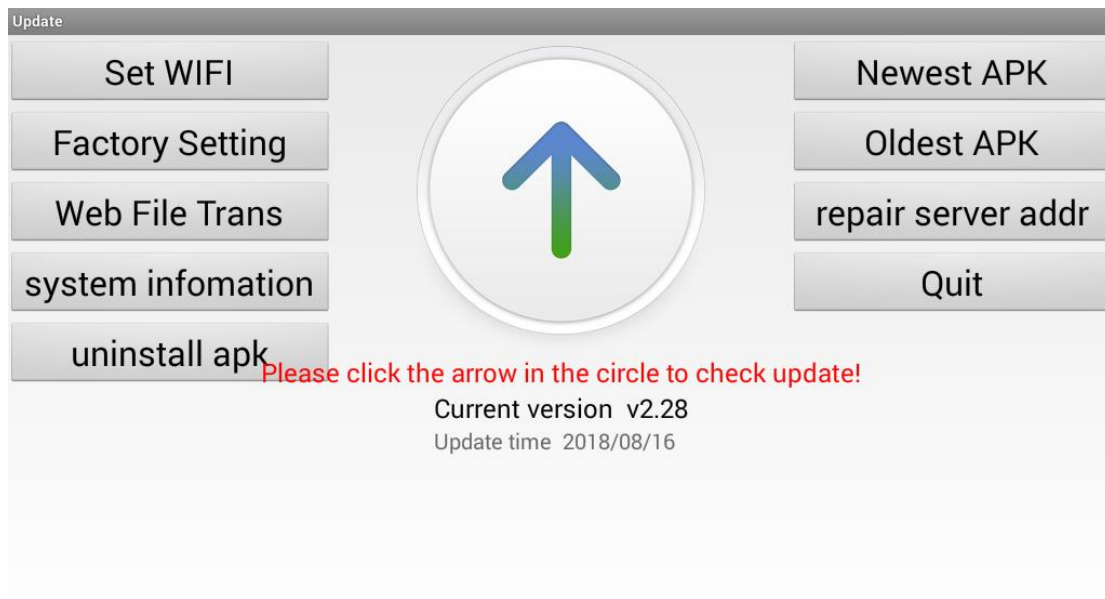 Update
Set WIFI
Factory Setting
Web File Trans
system infomation
uninstall apk
Newest APK
Oldest APK
repair server addr
Quit
Please click the arrow in the circle to check update!
Current version v2.28
Update time 2018/08/16